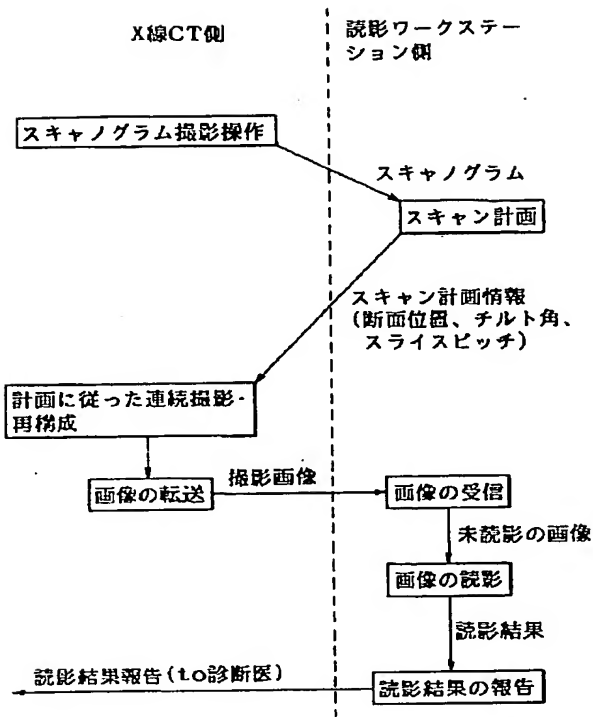 X線CT側
読影ワークステー
ション側
スキャノグラム撮影操作
スキャノグラム
スキャン計画
スキャン計画情報
(断面位置、チルト角、
スライスピッチ)
計画に従った連続撮影・
再構成
画像の転送
撮影画像
画像の受信
未読影の画像
画像の読影
読影結果
読影結果報告(to診断医)
読影結果の報告